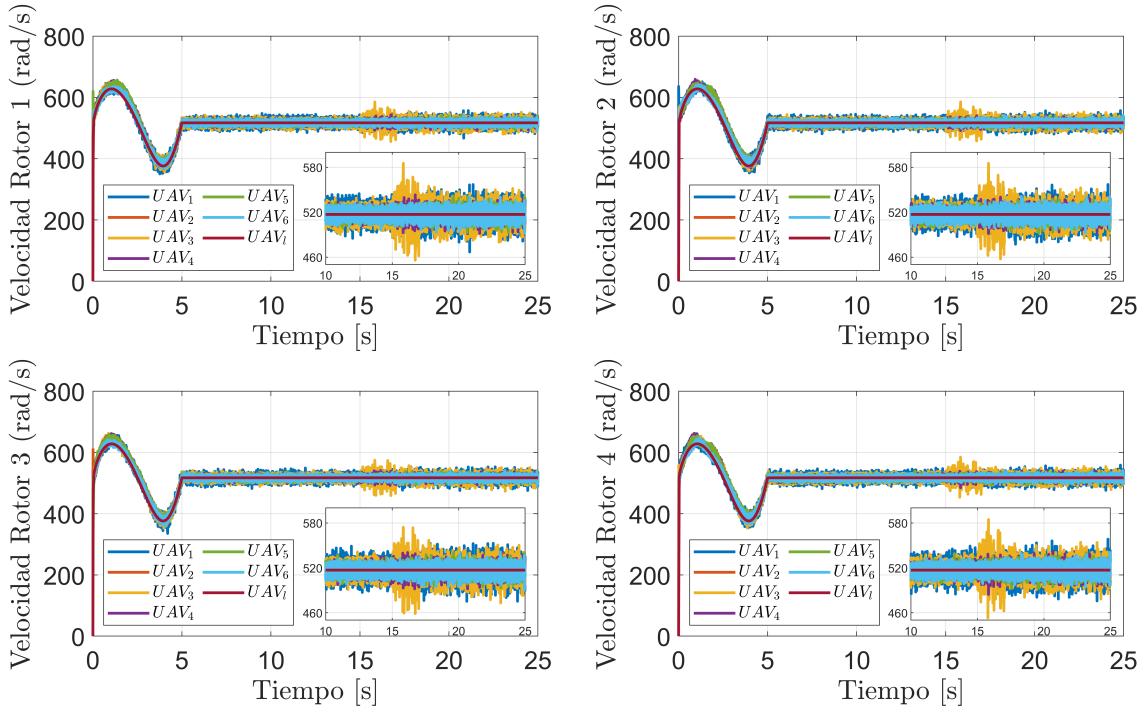 Velocidad Rotor 1 (rad/s)
800
600
400
200
0
UAV1 UAV5
UAV2 UAV6
UAV3 UAVl
UAV4
580
520
460
10 15 20 25
0 5 10 15 20 25
Tiempo [s]
Velocidad Rotor 2 (rad/s)
800
600
400
200
0
UAV1 UAV5
UAV2 UAV6
UAV3 UAVl
UAV4
580
520
460
10 15 20 25
0 5 10 15 20 25
Tiempo [s]
Velocidad Rotor 3 (rad/s)
800
600
400
200
0
UAV1 UAV5
UAV2 UAV6
UAV3 UAVl
UAV4
580
520
460
10 15 20 25
0 5 10 15 20 25
Tiempo [s]
Velocidad Rotor 4 (rad/s)
800
600
400
200
0
UAV1 UAV5
UAV2 UAV6
UAV3 UAVl
UAV4
580
520
460
10 15 20 25
0 5 10 15 20 25
Tiempo [s]